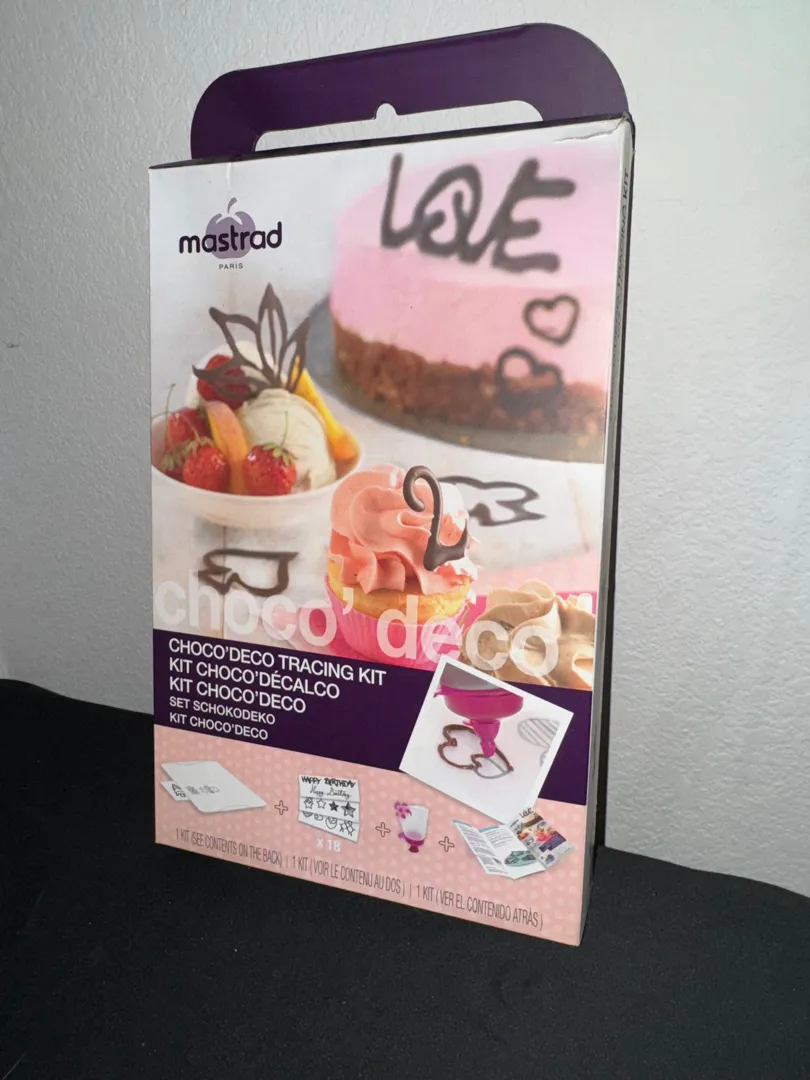 mastrad
PARIS
LOVE
2
choco' deco
CHOCO'DECO TRACING KIT
KIT CHOCO'DÉCALCO
KIT CHOCO'DECO
SET SCHOKODEKO
KIT CHOCO'DECO
HAPPY BIRTHDAY
Happy Birthday
x 18
1 KIT (SEE CONTENTS ON THE BACK) | 1 KIT ( VOIR LE CONTENU AU DOS ) | 1 KIT ( VER EL CONTENIDO ATRÁS )
TRACING KIT